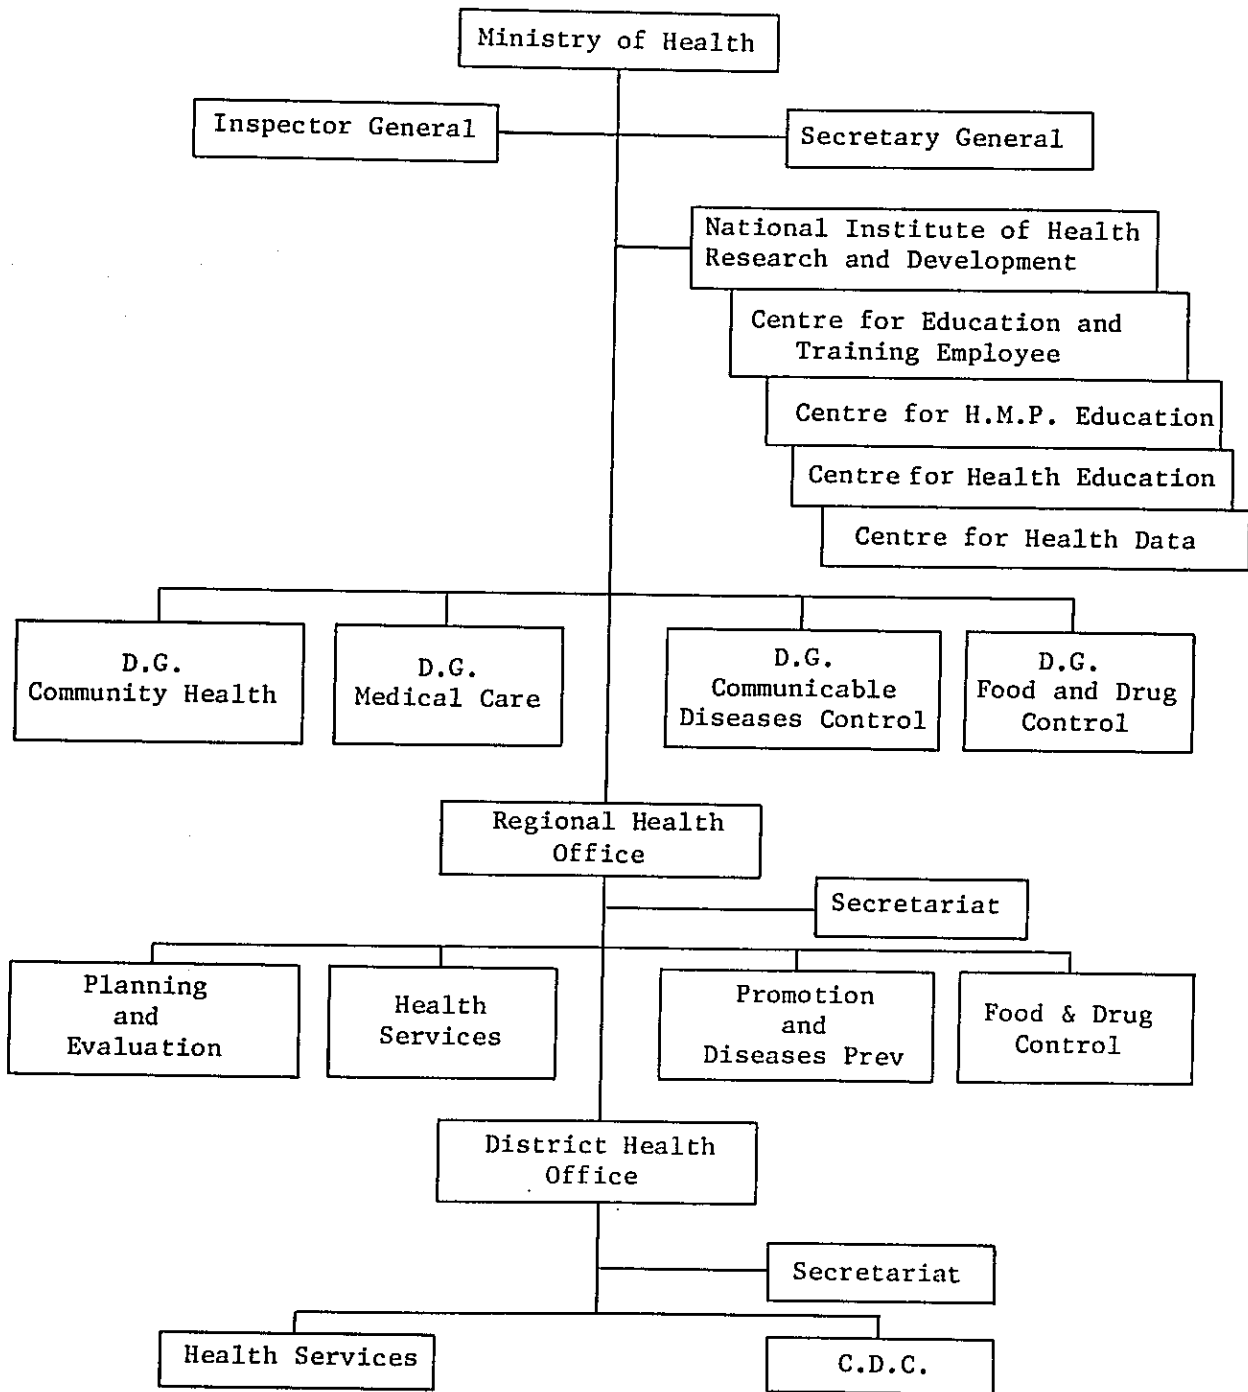 Ministry of Health
Inspector General
Secretary General
National Institute of Health
Research and Development
Centre for Education and
Training Employee
Centre for H.M.P. Education
Centre for Health Education
Centre for Health Data
D.G.
Community Health
D.G.
Medical Care
D.G.
Communicable
Diseases Control
D.G.
Food and Drug
Control
Regional Health
Office
Secretariat
Planning
and
Evaluation
Health
Services
Promotion
and
Diseases Prev
Food & Drug
Control
District Health
Office
Secretariat
Health Services
C.D.C.